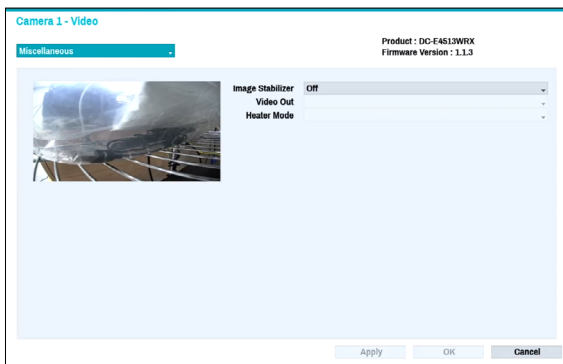 Camera 1 - Video
Product : DC-E4513WRX
Miscellaneous
Firmware Version : 1.1.3
Image Stabilizer Off
Video Out
Heater Mode
Apply OK Cancel